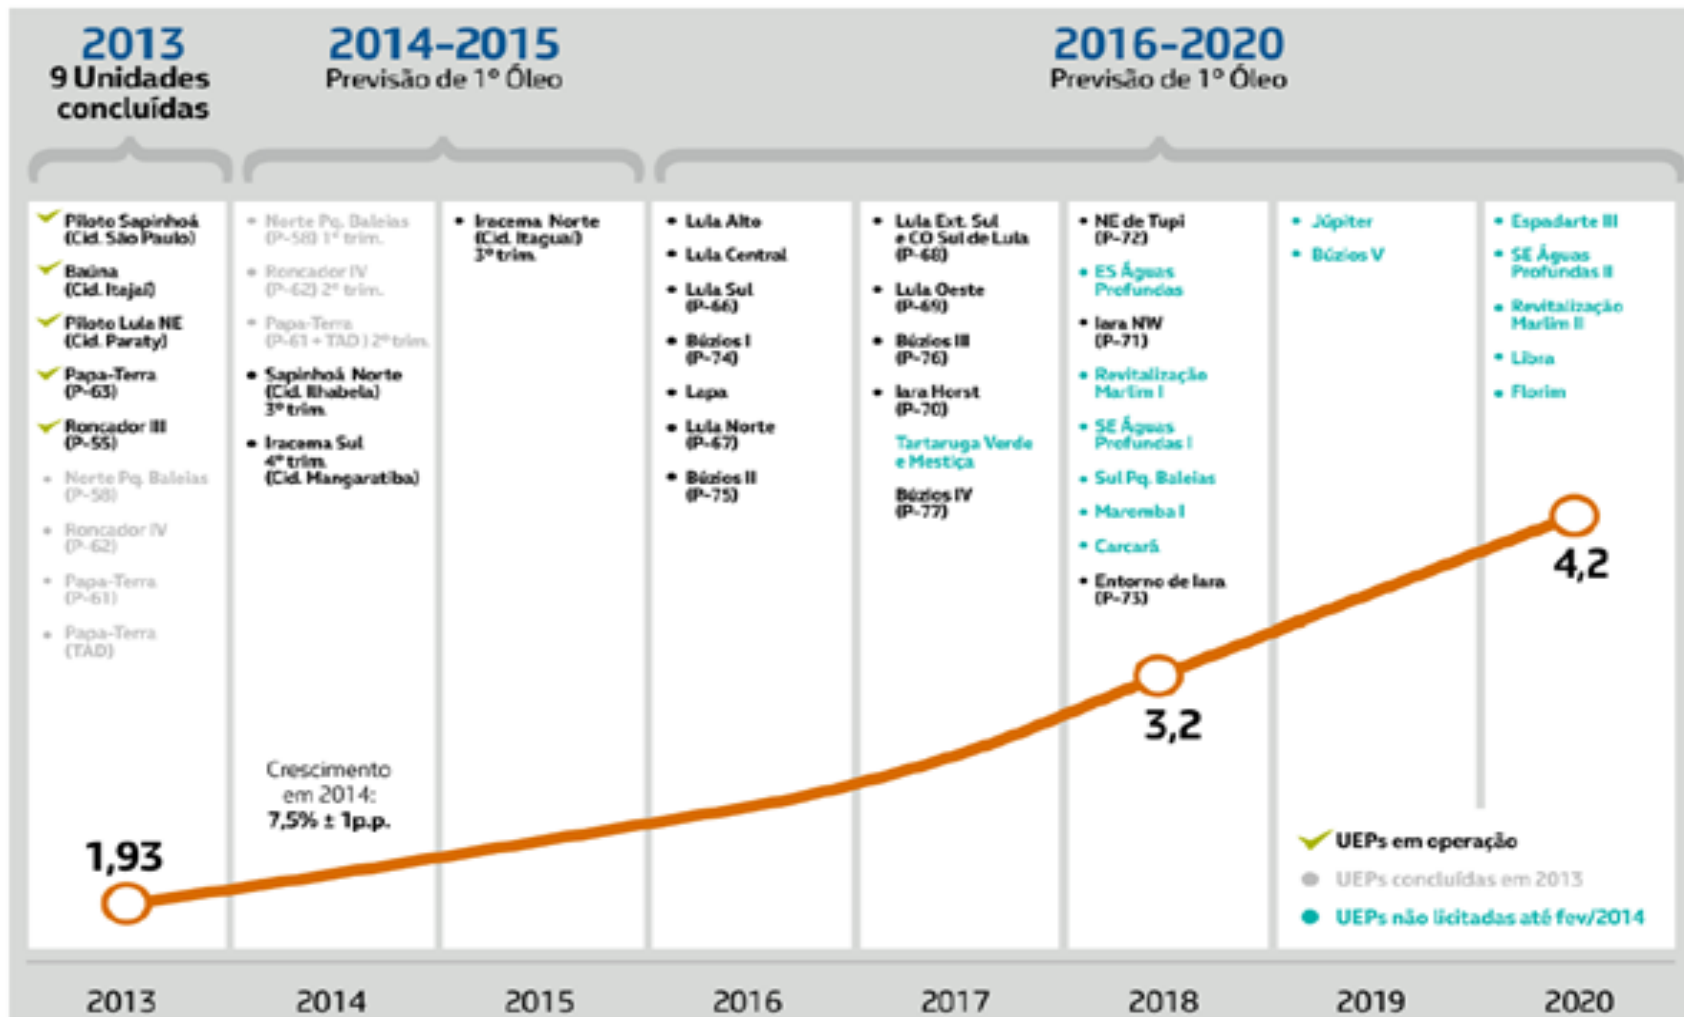 2013
9 Unidades
concluídas
2014-2015
Previsão de 1º Óleo
2016-2020
Previsão de 1º Óleo
Piloto Sapinhoá
(Cid. São Paulo)
Baúna
(Cid. Itajaí)
Piloto Lula NE
(Cid. Paraty)
Papa-Terra
(P-63)
Roncador III
(P-55)
• Norte Pq. Baleias
(P-58)
• Roncador IV
(P-62)
• Papa-Terra
(P-61)
• Papa-Terra
(TAD)
• Norte Pq. Baleias
(P-58) 1º trim.
• Roncador IV
(P-62) 2º trim.
• Papa-Terra
(P-61 + TAD) 2º trim.
• Sapinhoá Norte
(Cid. Ilhabela)
3º trim.
• Iracema Sul
4º trim.
(Cid. Mangaratiba)
• Iracema Norte
(Cid. Itaguaí)
3º trim.
• Lula Alto
• Lula Central
• Lula Sul
(P-66)
• Búzios I
(P-74)
• Lapa
• Lula Norte
(P-67)
• Búzios II
(P-75)
• Lula Ext. Sul
e CO Sul de Lula
(P-68)
• Lula Oeste
(P-69)
• Búzios III
(P-76)
• Iara Horst
(P-70)
Tartaruga Verde
e Mestiça
Búzios IV
(P-77)
• NE de Tupi
(P-72)
• ES Águas
Profundas
• Iara NW
(P-71)
• Revitalização
Marlim I
• SE Águas
Profundas I
• Sul Pq. Baleias
• Maromba I
• Carcará
• Entorno de Iara
(P-73)
• Júpiter
• Búzios V
• Espadarte III
• SE Águas
Profundas II
• Revitalização
Marlim II
• Libra
• Florim
4,2
3,2
Crescimento
em 2014:
7,5% ± 1p.p.
1,93
UEPs em operação
UEPs concluídas em 2013
UEPs não licitadas até fev/2014
2013 2014 2015 2016 2017 2018 2019 2020